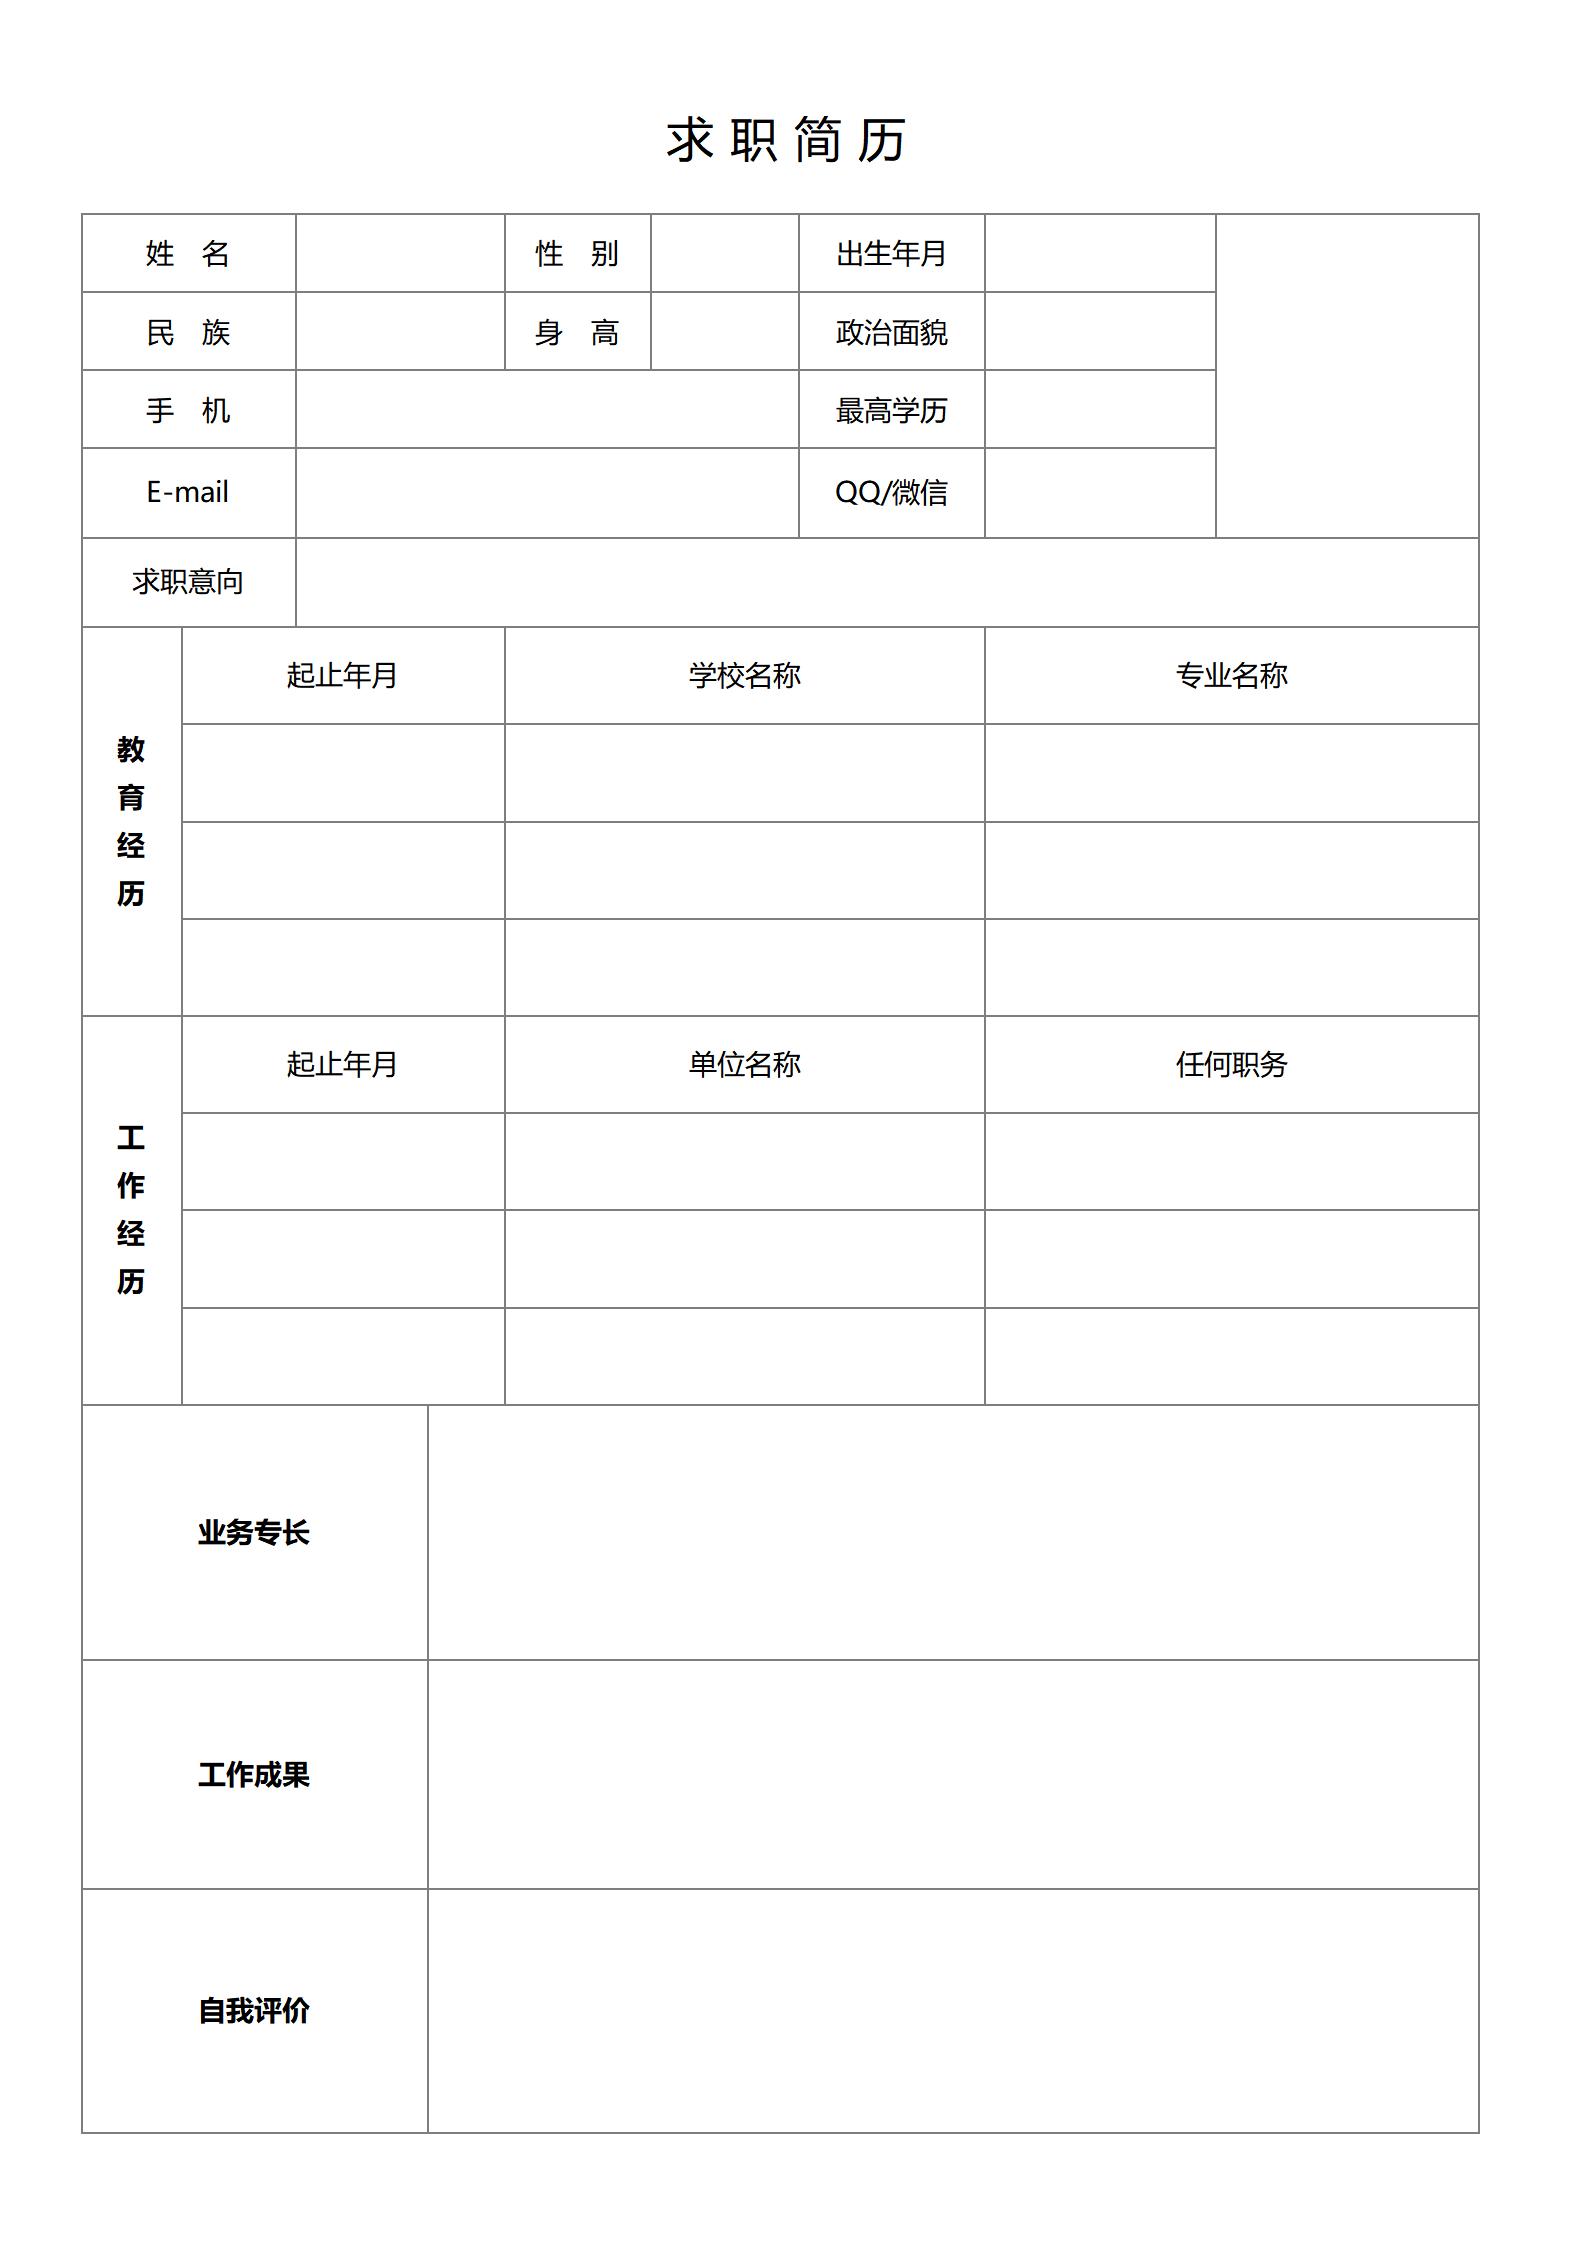 求职简历
姓 名 性 别 出生年月
民 族 身 高 政治面貌
手 机 最高学历
E-mail QQ/微信
求职意向
教育经历
起止年月 学校名称 专业名称
工作经历
起止年月 单位名称 任何职务
业务专长
工作成果
自我评价